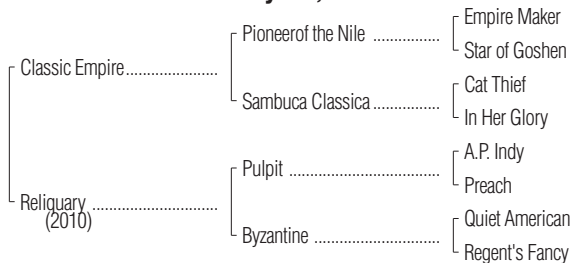 Empire Maker
Pioneerof the Nile ................
Star of Goshen
Classic Empire......................
Cat Thief
Sambuca Classica................
In Her Glory
A.P. Indy
Pulpit ....................................
Preach
Reliquary ..............................
(2010)
Quiet American
Byzantine ..............................
Regent's Fancy